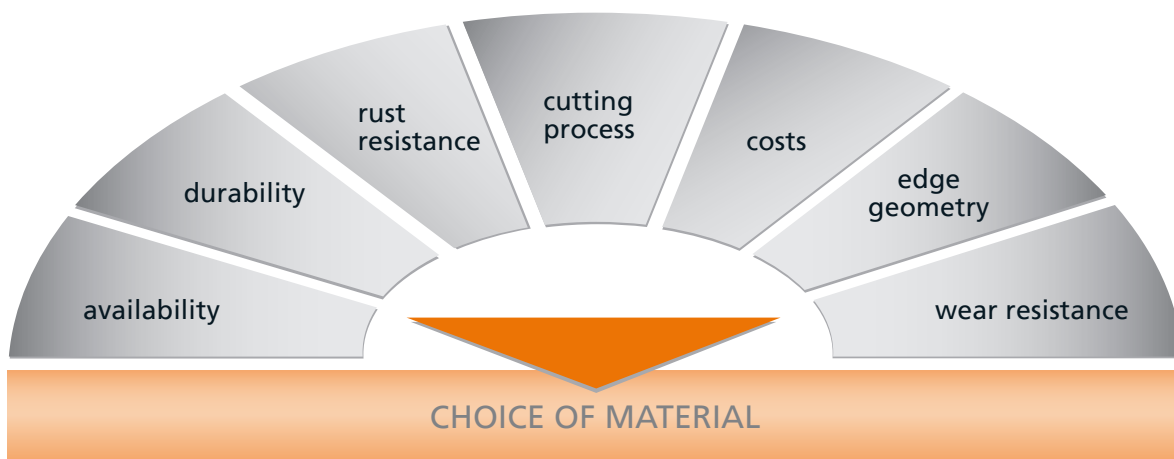 availability
durability
rust
resistance
cutting
process
costs
edge
geometry
wear resistance
CHOICE OF MATERIAL